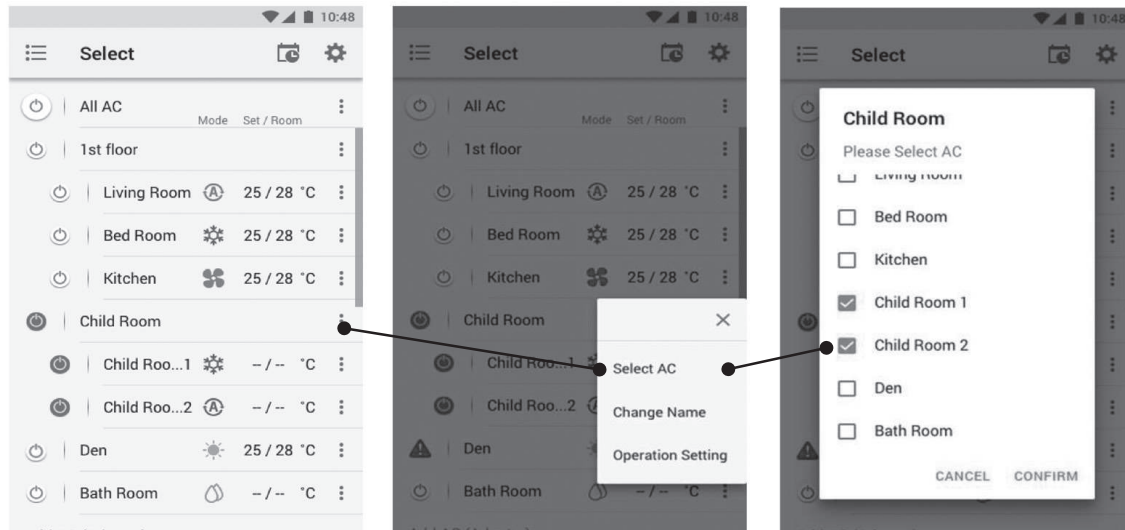 10:48
Select
All AC
Mode Set / Room
1st floor
Living Room 25 / 28 °C
Bed Room 25 / 28 °C
Kitchen 25 / 28 °C
Child Room
Child Roo...1 -- / -- °C
Child Roo...2 -- / -- °C
Den 25 / 28 °C
Bath Room -- / -- °C
10:48
Select
All AC
Mode Set / Room
1st floor
Living Room 25 / 28 °C
Bed Room 25 / 28 °C
Kitchen 25 / 28 °C
Child Room
Child Roo...1
Child Roo...2
Den
Bath Room -- / -- °C
Select AC
Change Name
Operation Setting
10:48
Select
Child Room
Please Select AC
Living Room
Bed Room
Kitchen
Child Room 1
Child Room 2
Den
Bath Room
CANCEL CONFIRM